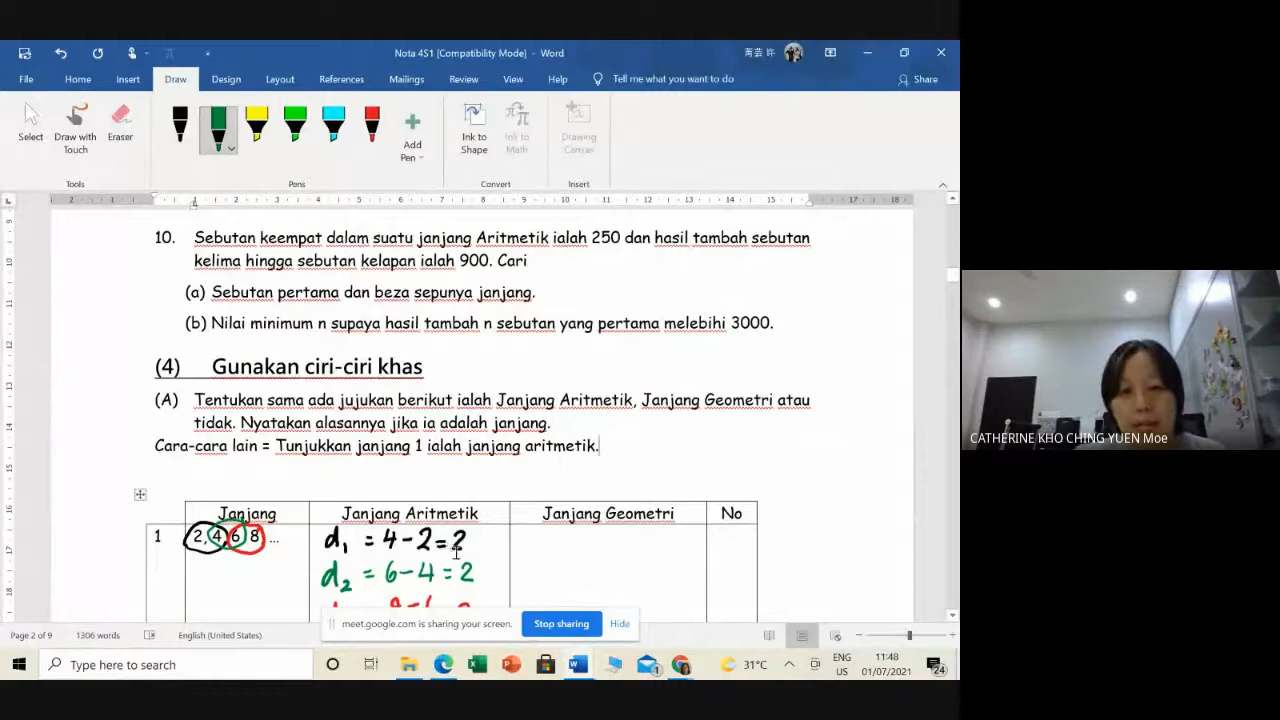 Nota 4S1 [Compatibility Mode] - Word
菁芸 许
File Home Insert Draw Design Layout References Mailings Review View Help Tell me what you want to do Share
Select
Draw with Touch
Eraser
Add Pen
Ink to Shape
Ink to Math
Drawing Canvas
Tools Pens Convert Insert
10. Sebutan keempat dalam suatu janjang Aritmetik ialah 250 dan hasil tambah sebutan
kelima hingga sebutan kelapan ialah 900. Cari
(a) Sebutan pertama dan beza sepunya janjang.
(b) Nilai minimum n supaya hasil tambah n sebutan yang pertama melebihi 3000.
(4) Gunakan ciri-ciri khas
(A) Tentukan sama ada jujukan berikut ialah Janjang Aritmetik, Janjang Geometri atau
tidak. Nyatakan alasannya jika ia adalah janjang.
Cara-cara lain = Tunjukkan janjang 1 ialah janjang aritmetik.
Janjang Janjang Aritmetik Janjang Geometri No
1 2, 4, 6, 8 ... d₁ = 4 - 2 = 2
d₂ = 6 - 4 = 2
meet.google.com is sharing your screen. Stop sharing Hide
Page 2 of 9 1306 words English (United States)
Type here to search
31°C ENG US 11:48 01/07/2021 24
CATHERINE KHO CHING YUEN Moe